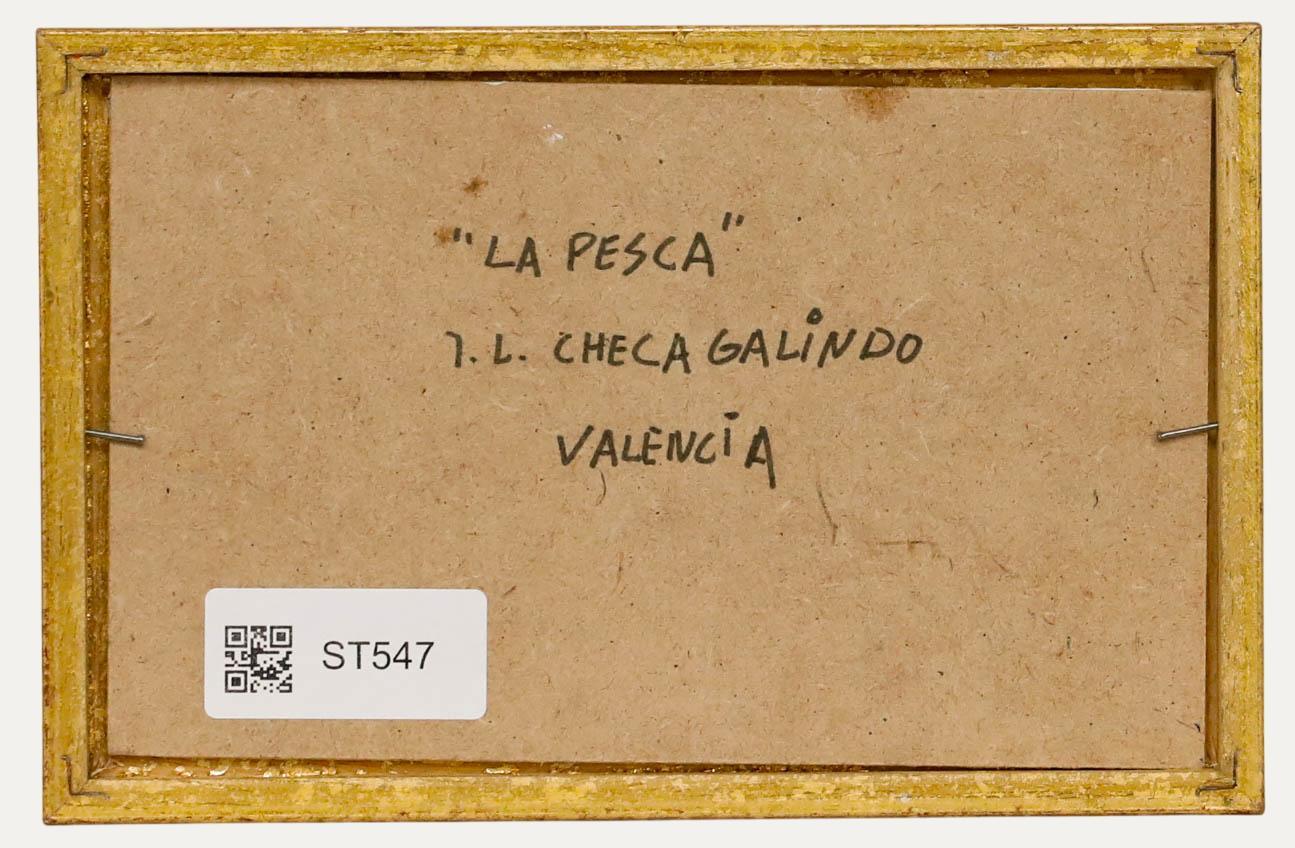 "LA PESCA"
J.L. CHECA GALINDO
VALENCIA
ST547